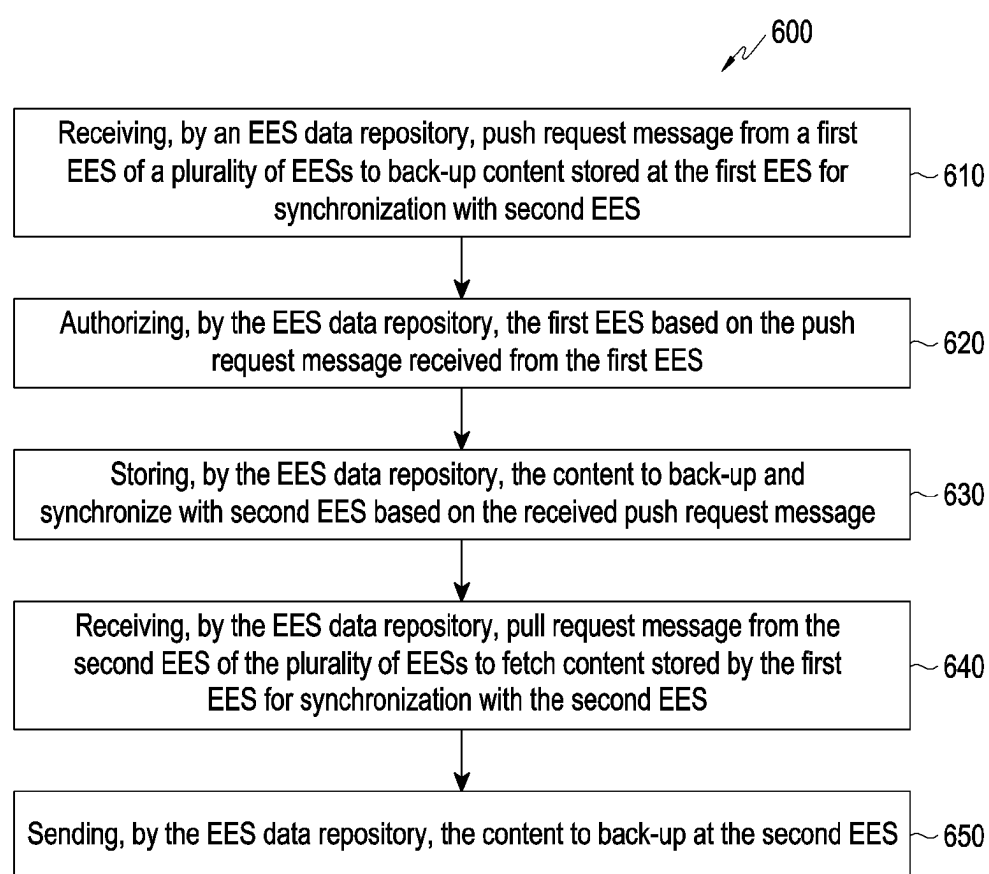 600
Receiving, by an EES data repository, push request message from a first
EES of a plurality of EESs to back-up content stored at the first EES for
synchronization with second EES
610
Authorizing, by the EES data repository, the first EES based on the push
request message received from the first EES
620
Storing, by the EES data repository, the content to back-up and
synchronize with second EES based on the received push request message
630
Receiving, by the EES data repository, pull request message from the
second EES of the plurality of EESs to fetch content stored by the first
EES for synchronization with the second EES
640
Sending, by the EES data repository, the content to back-up at the second EES
650